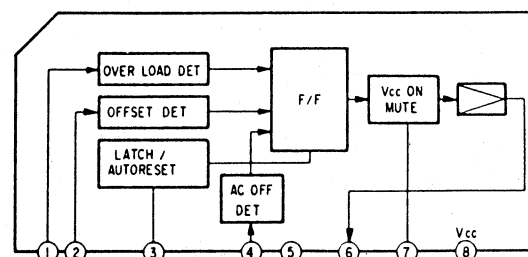 OVER LOAD DET
OFFSET DET
LATCH /
AUTORESET
AC OFF
DET
F/F
Vcc ON
MUTE
Vcc
1 2 3 4 5 6 7 8